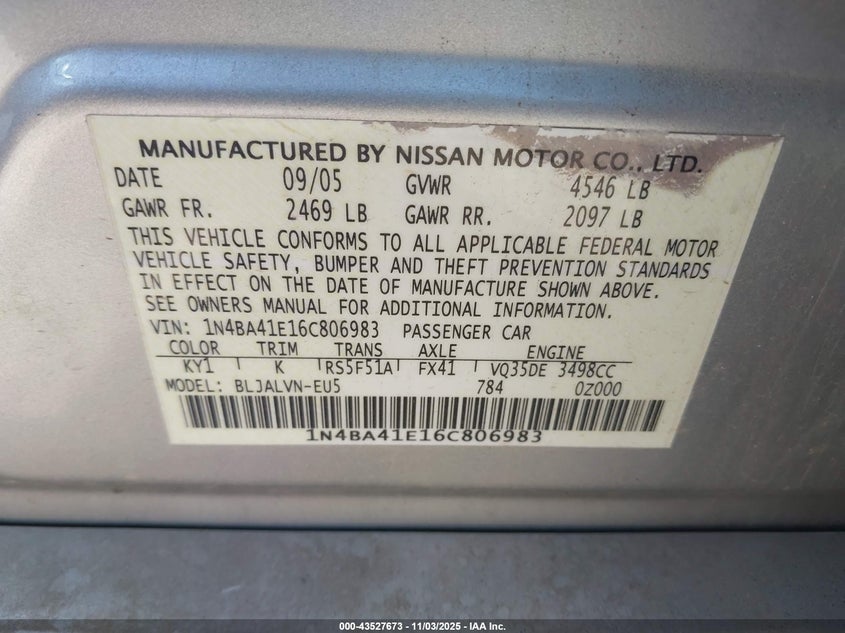 MANUFACTURED BY NISSAN MOTOR CO., LTD.
DATE 09/05 GVWR 4546 LB
GAWR FR. 2469 LB GAWR RR. 2097 LB
THIS VEHICLE CONFORMS TO ALL APPLICABLE FEDERAL MOTOR
VEHICLE SAFETY, BUMPER AND THEFT PREVENTION STANDARDS
IN EFFECT ON THE DATE OF MANUFACTURE SHOWN ABOVE.
SEE OWNERS MANUAL FOR ADDITIONAL INFORMATION.
VIN: 1N4BA41E16C806983 PASSENGER CAR
COLOR TRIM TRANS AXLE ENGINE
KY1 K RS5F51A FX41 VQ35DE 3498CC
MODEL: BLJALVN-EU5 784 0Z000
1N4BA41E16C806983
000-43527673 - 11/03/2025 - IAA Inc.